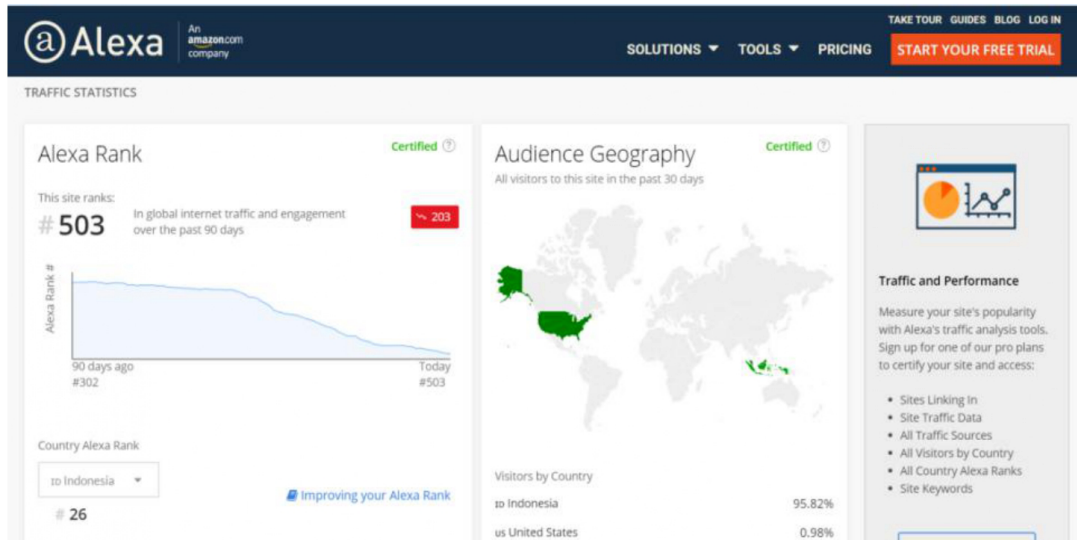 Alexa
An
amazon.com
company
TAKE TOUR GUIDES BLOG LOG IN
SOLUTIONS TOOLS PRICING START YOUR FREE TRIAL
TRAFFIC STATISTICS
Alexa Rank
Certified ?
This site ranks:
# 503
In global internet traffic and engagement
over the past 90 days
203
Alexa Rank #
90 days ago
#302
Today
#503
Country Alexa Rank
ID Indonesia
# 26
Improving your Alexa Rank
Audience Geography
Certified ?
All visitors to this site in the past 30 days
Visitors by Country
ID Indonesia 95.82%
US United States 0.98%
Traffic and Performance
Measure your site's popularity
with Alexa's traffic analysis tools.
Sign up for one of our pro plans
to certify your site and access:
• Sites Linking In
• Site Traffic Data
• All Traffic Sources
• All Visitors by Country
• All Country Alexa Ranks
• Site Keywords